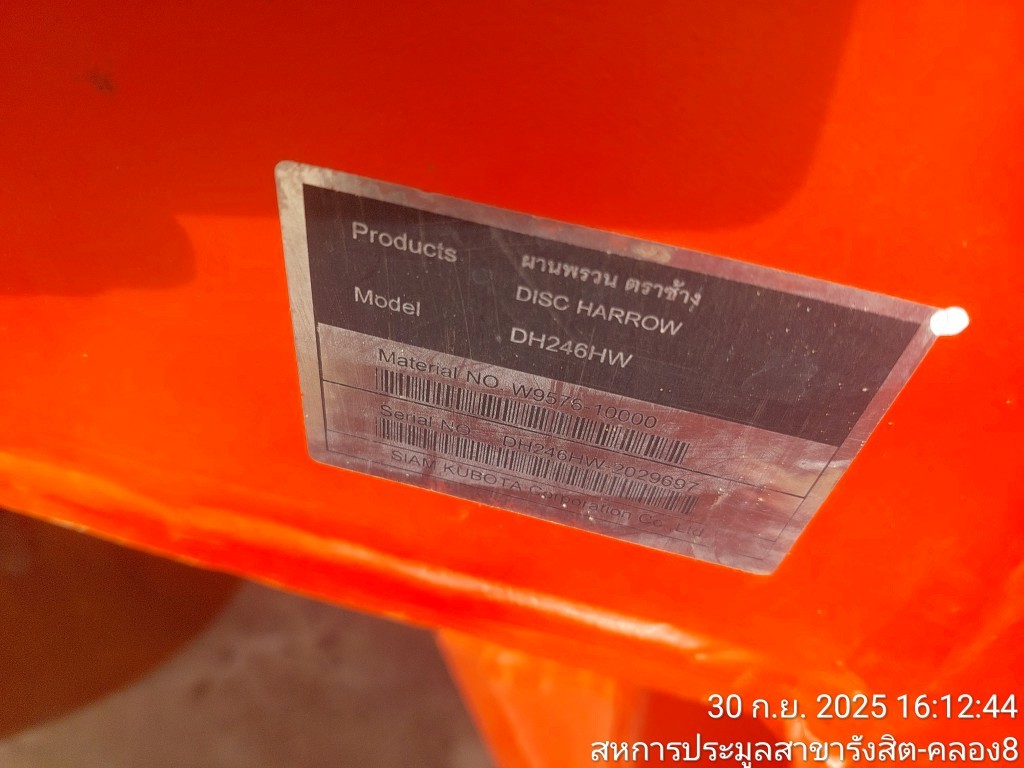 Products ผานพรวน ตราช้าง
DISC HARROW
Model DH246HW
Material NO. W9576-10000
Serial NO. DH246HW-2029697
SIAM KUBOTA Corporation Co., Ltd.
30 ก.ย. 2025 16:12:44
สหการประมูลสาขารังสิต-คลอง8